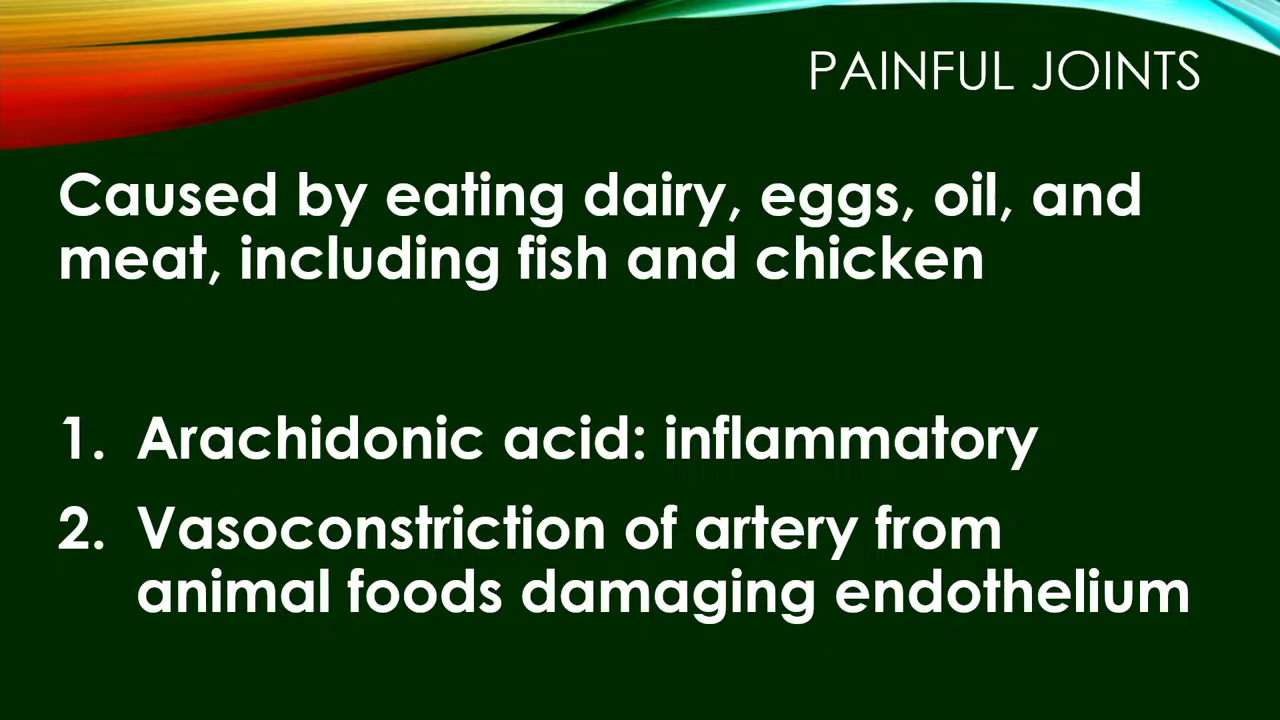 PAINFUL JOINTS
Caused by eating dairy, eggs, oil, and
meat, including fish and chicken
1. Arachidonic acid: inflammatory
2. Vasoconstriction of artery from
animal foods damaging endothelium